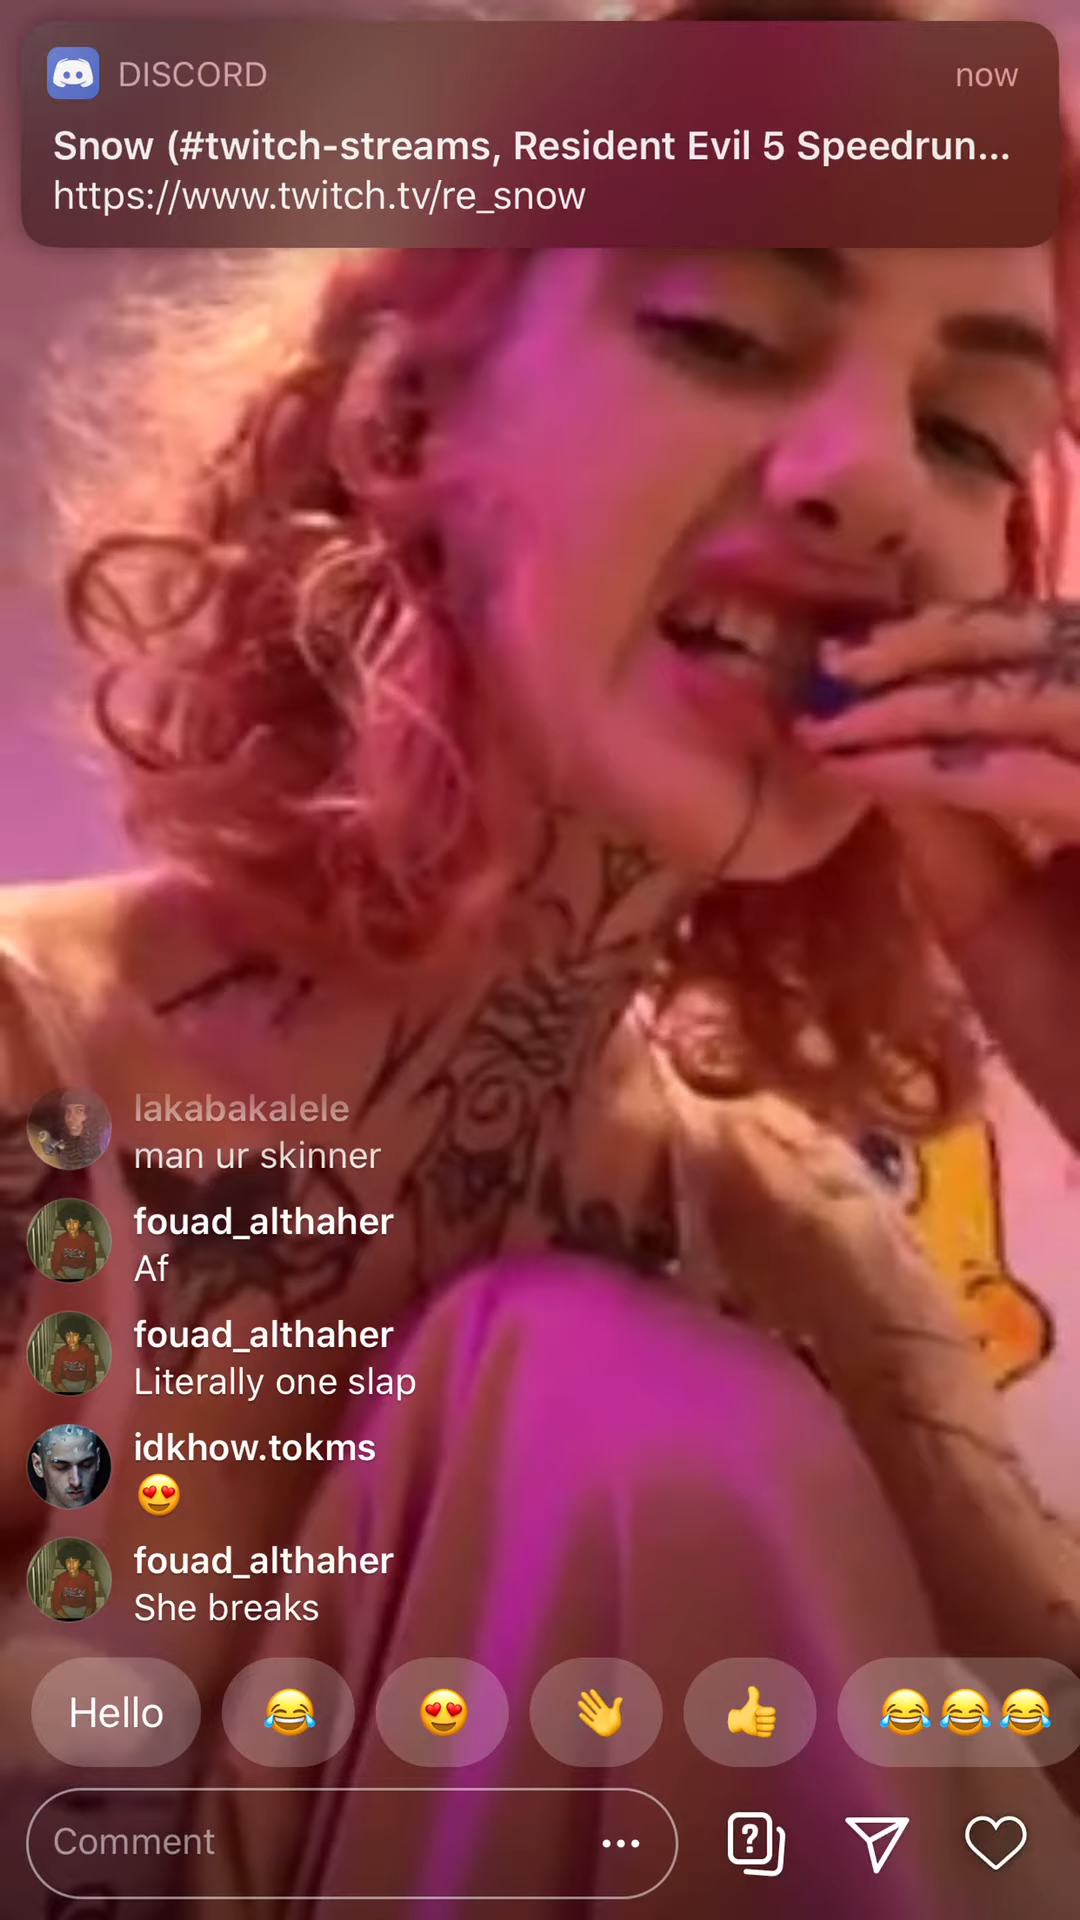 DISCORD now
Snow (#twitch-streams, Resident Evil 5 Speedrun...
https://www.twitch.tv/re_snow
lakabakalele
man ur skinner
fouad_althaher
Af
fouad_althaher
Literally one slap
idkhow.tokms
😍
fouad_althaher
She breaks
Hello 😂 😍 👋 👍 😂😂😂
Comment